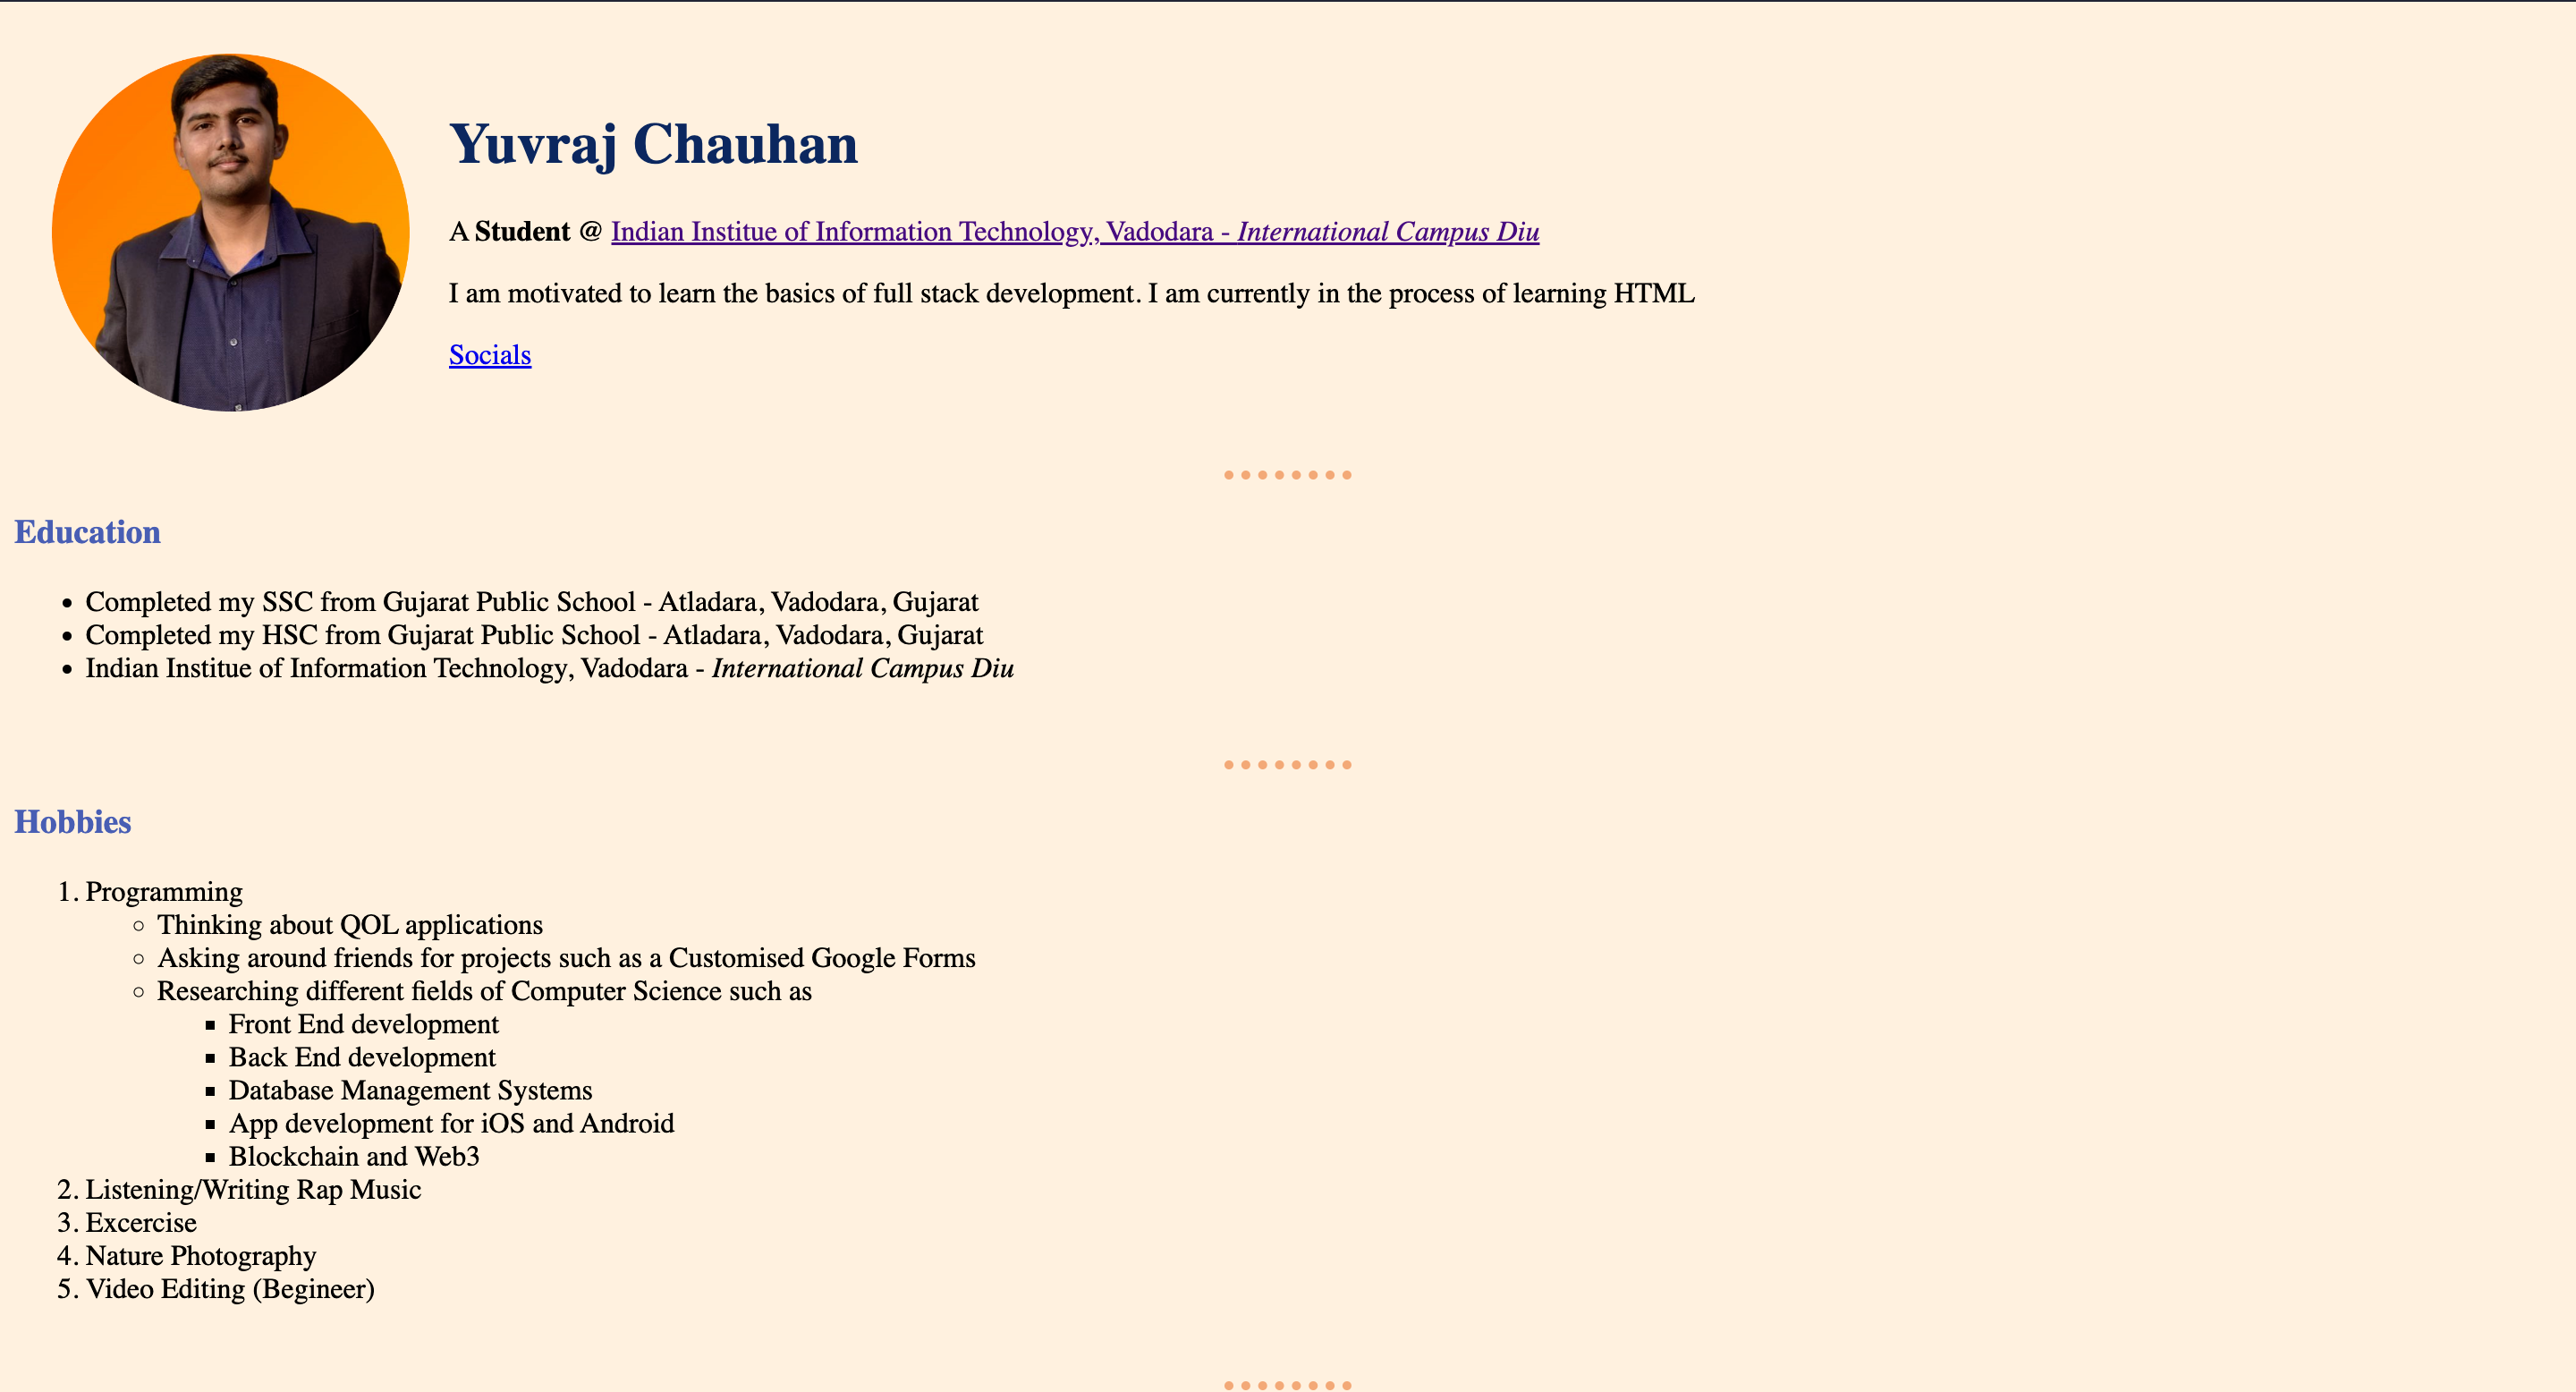 Yuvraj Chauhan
A Student @ Indian Institue of Information Technology, Vadodara - International Campus Diu
I am motivated to learn the basics of full stack development. I am currently in the process of learning HTML
Socials
Education
Completed my SSC from Gujarat Public School - Atladara, Vadodara, Gujarat
Completed my HSC from Gujarat Public School - Atladara, Vadodara, Gujarat
Indian Institue of Information Technology, Vadodara - International Campus Diu
Hobbies
1. Programming
Thinking about QOL applications
Asking around friends for projects such as a Customised Google Forms
Researching different fields of Computer Science such as
Front End development
Back End development
Database Management Systems
App development for iOS and Android
Blockchain and Web3
2. Listening/Writing Rap Music
3. Excercise
4. Nature Photography
5. Video Editing (Begineer)